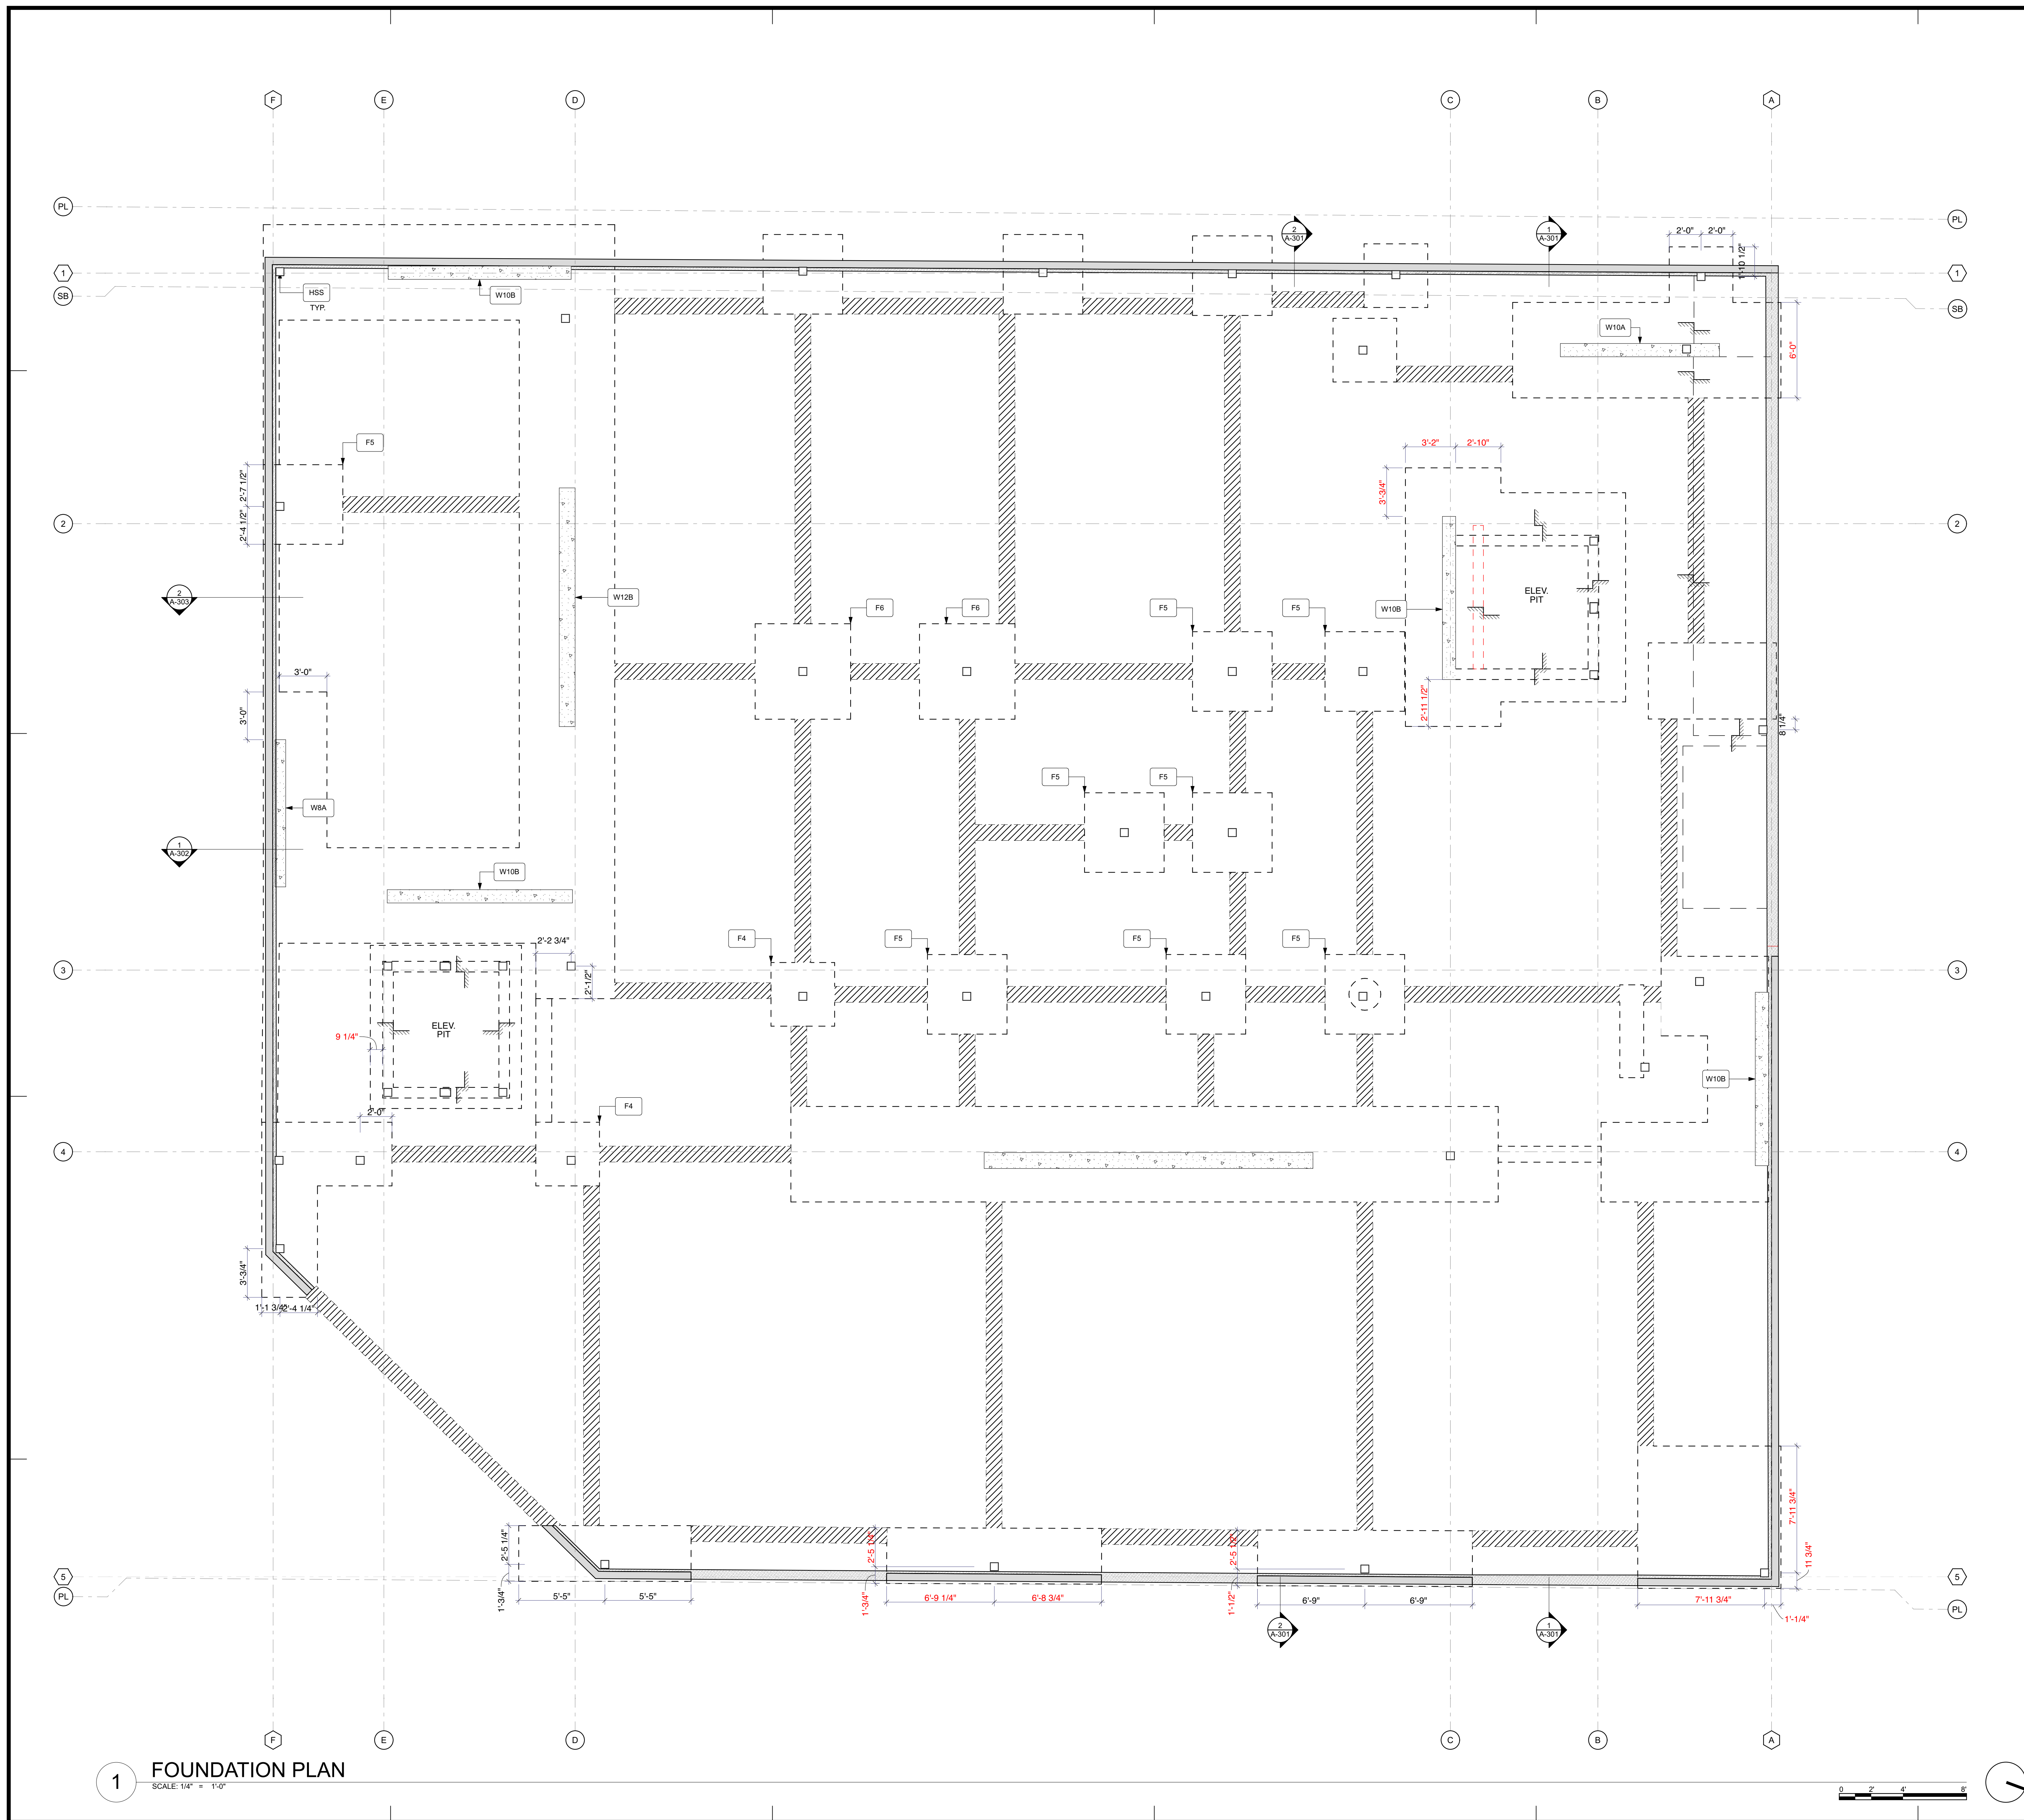 F
E
D
C
B
A
PL
PL
2
A-301
1
A-301
2'-0"
2'-0"
1'-10 1/2"
1
1
SB
HSS
TYP.
W10B
SB
W10A
6'-0"
F5
3'-2"
2'-10"
2'-7 1/2"
3'-3/4"
2'-4 1/2"
2
2
2
A-303
W12B
F6
F6
F5
F5
W10B
ELEV.
PIT
3'-0"
3'-0"
2'-11 1/2"
8 1/4"
F5
F5
W8A
1
A-302
W10B
F4
F5
F5
F5
2'-2 3/4"
3
3
2'-1/2"
ELEV.
PIT
9 1/4"
W10B
2'-0"
F4
4
4
3'-3/4"
1'-1 3/4"
2'-4 1/4"
7'-11 3/4"
2'-5 1/4"
2'-5 1/4"
2'-5 1/2"
11 3/4"
5
5
PL
1'-3/4"
5'-5"
5'-5"
1'-3/4"
6'-9 1/4"
6'-8 3/4"
1'-1/2"
6'-9"
6'-9"
7'-11 3/4"
1'-1/4"
PL
2
A-301
1
A-301
F
E
D
C
B
A
1
FOUNDATION PLAN
SCALE: 1/4" = 1'-0"
0 2' 4' 8'